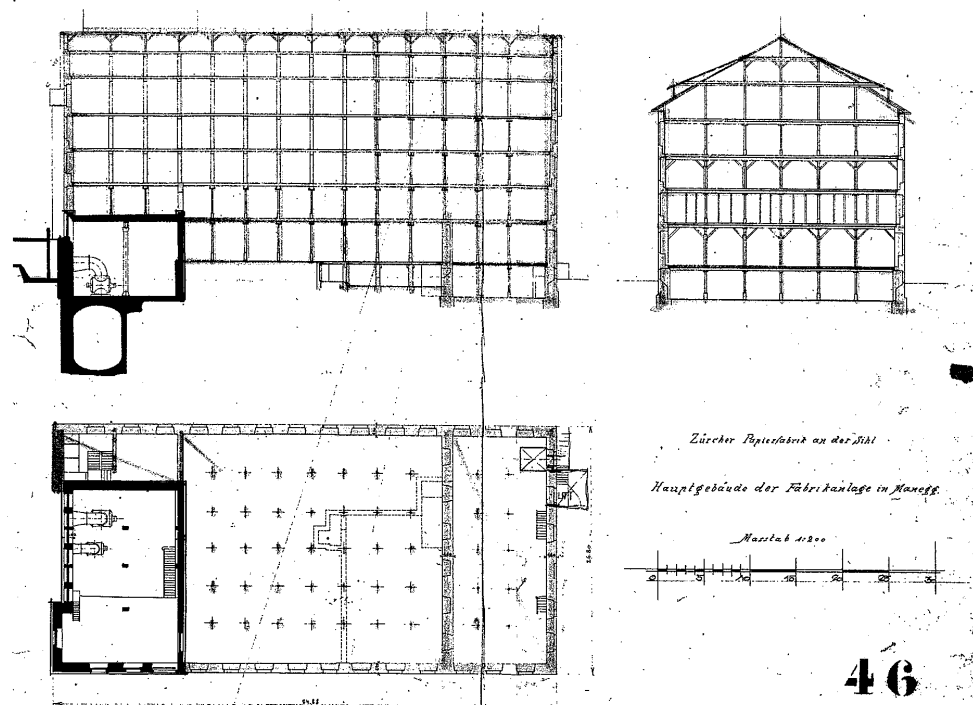 Zürcher Papierfabrik an der Sihl
Hauptgebäude der Fabrikanlage in Manegg.
Masstab 1:200
0 5 10 15 20 25 30
46